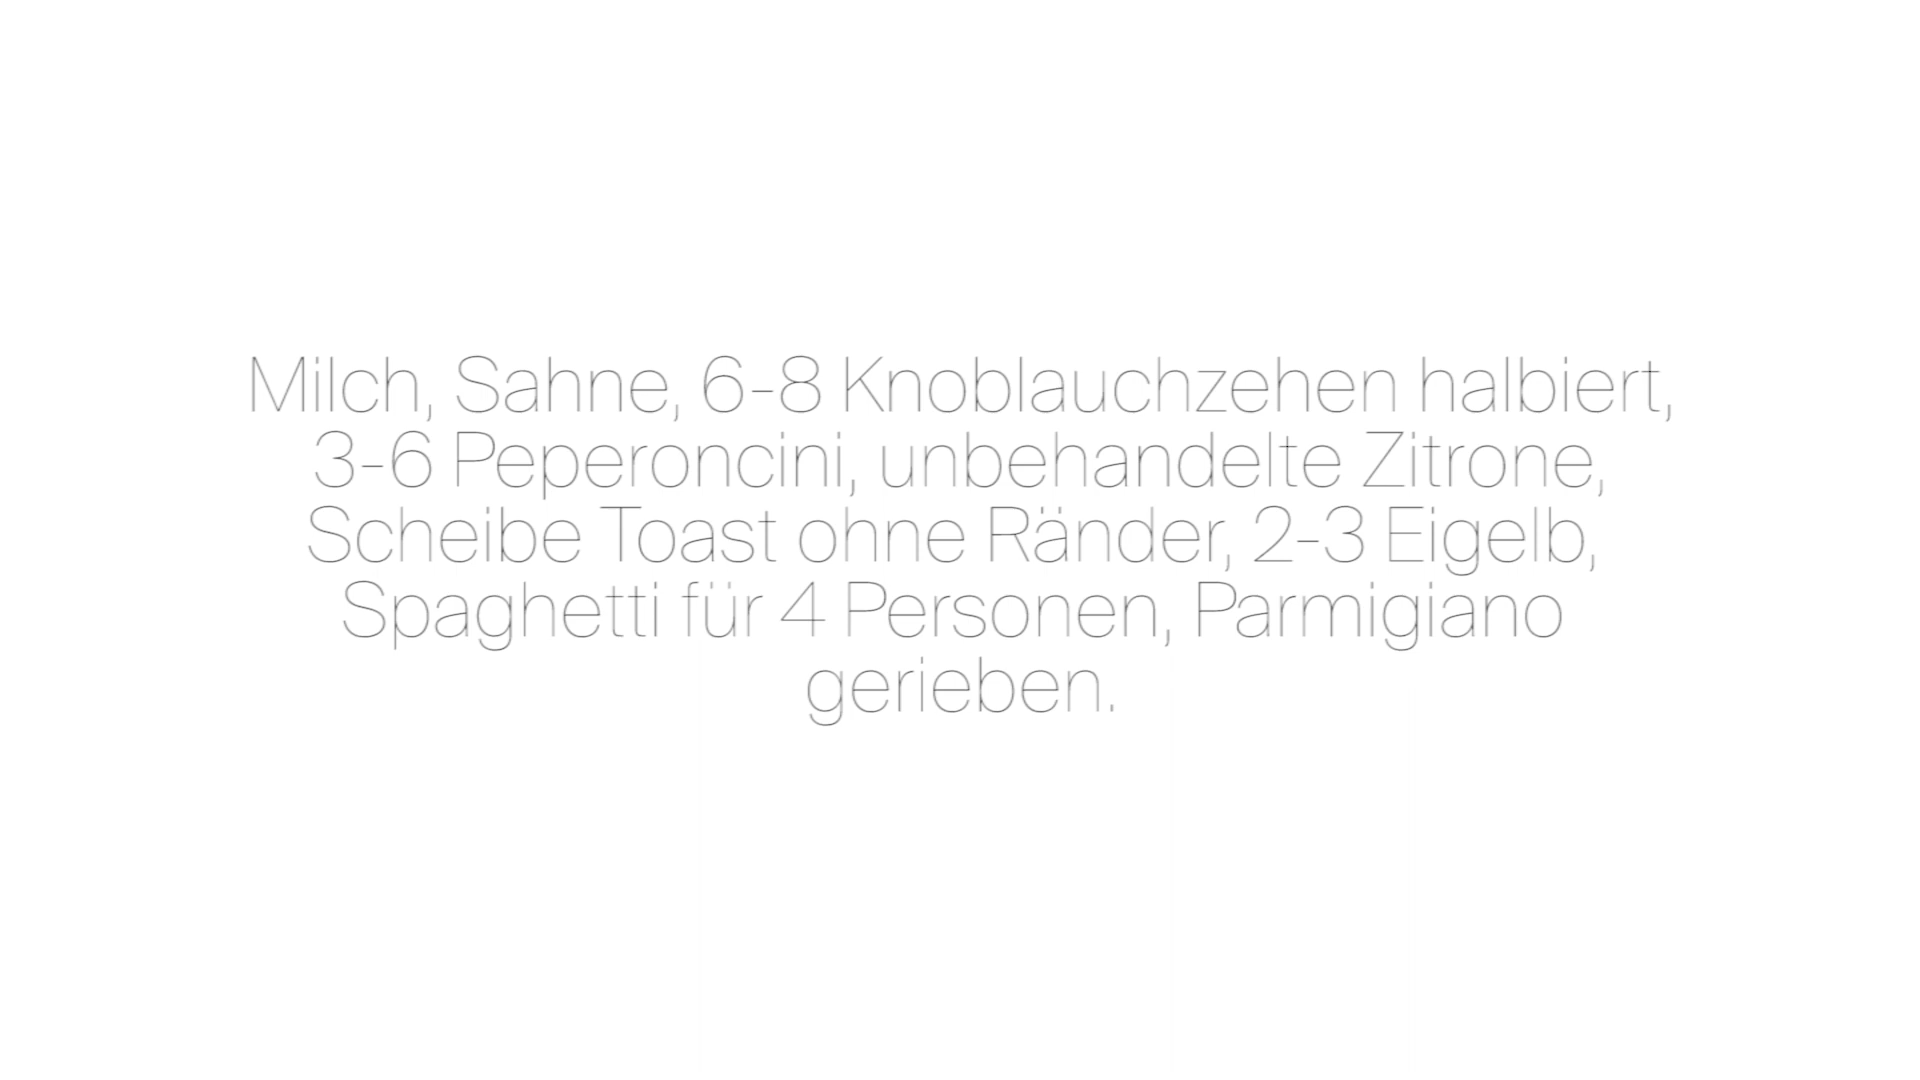 Milch, Sahne, 6-8 Knoblauchzehen halbiert,
3-6 Peperoncini, unbehandelte Zitrone,
Scheibe Toast ohne Ränder, 2-3 Eigelb,
Spaghetti für 4 Personen, Parmigiano
gerieben.